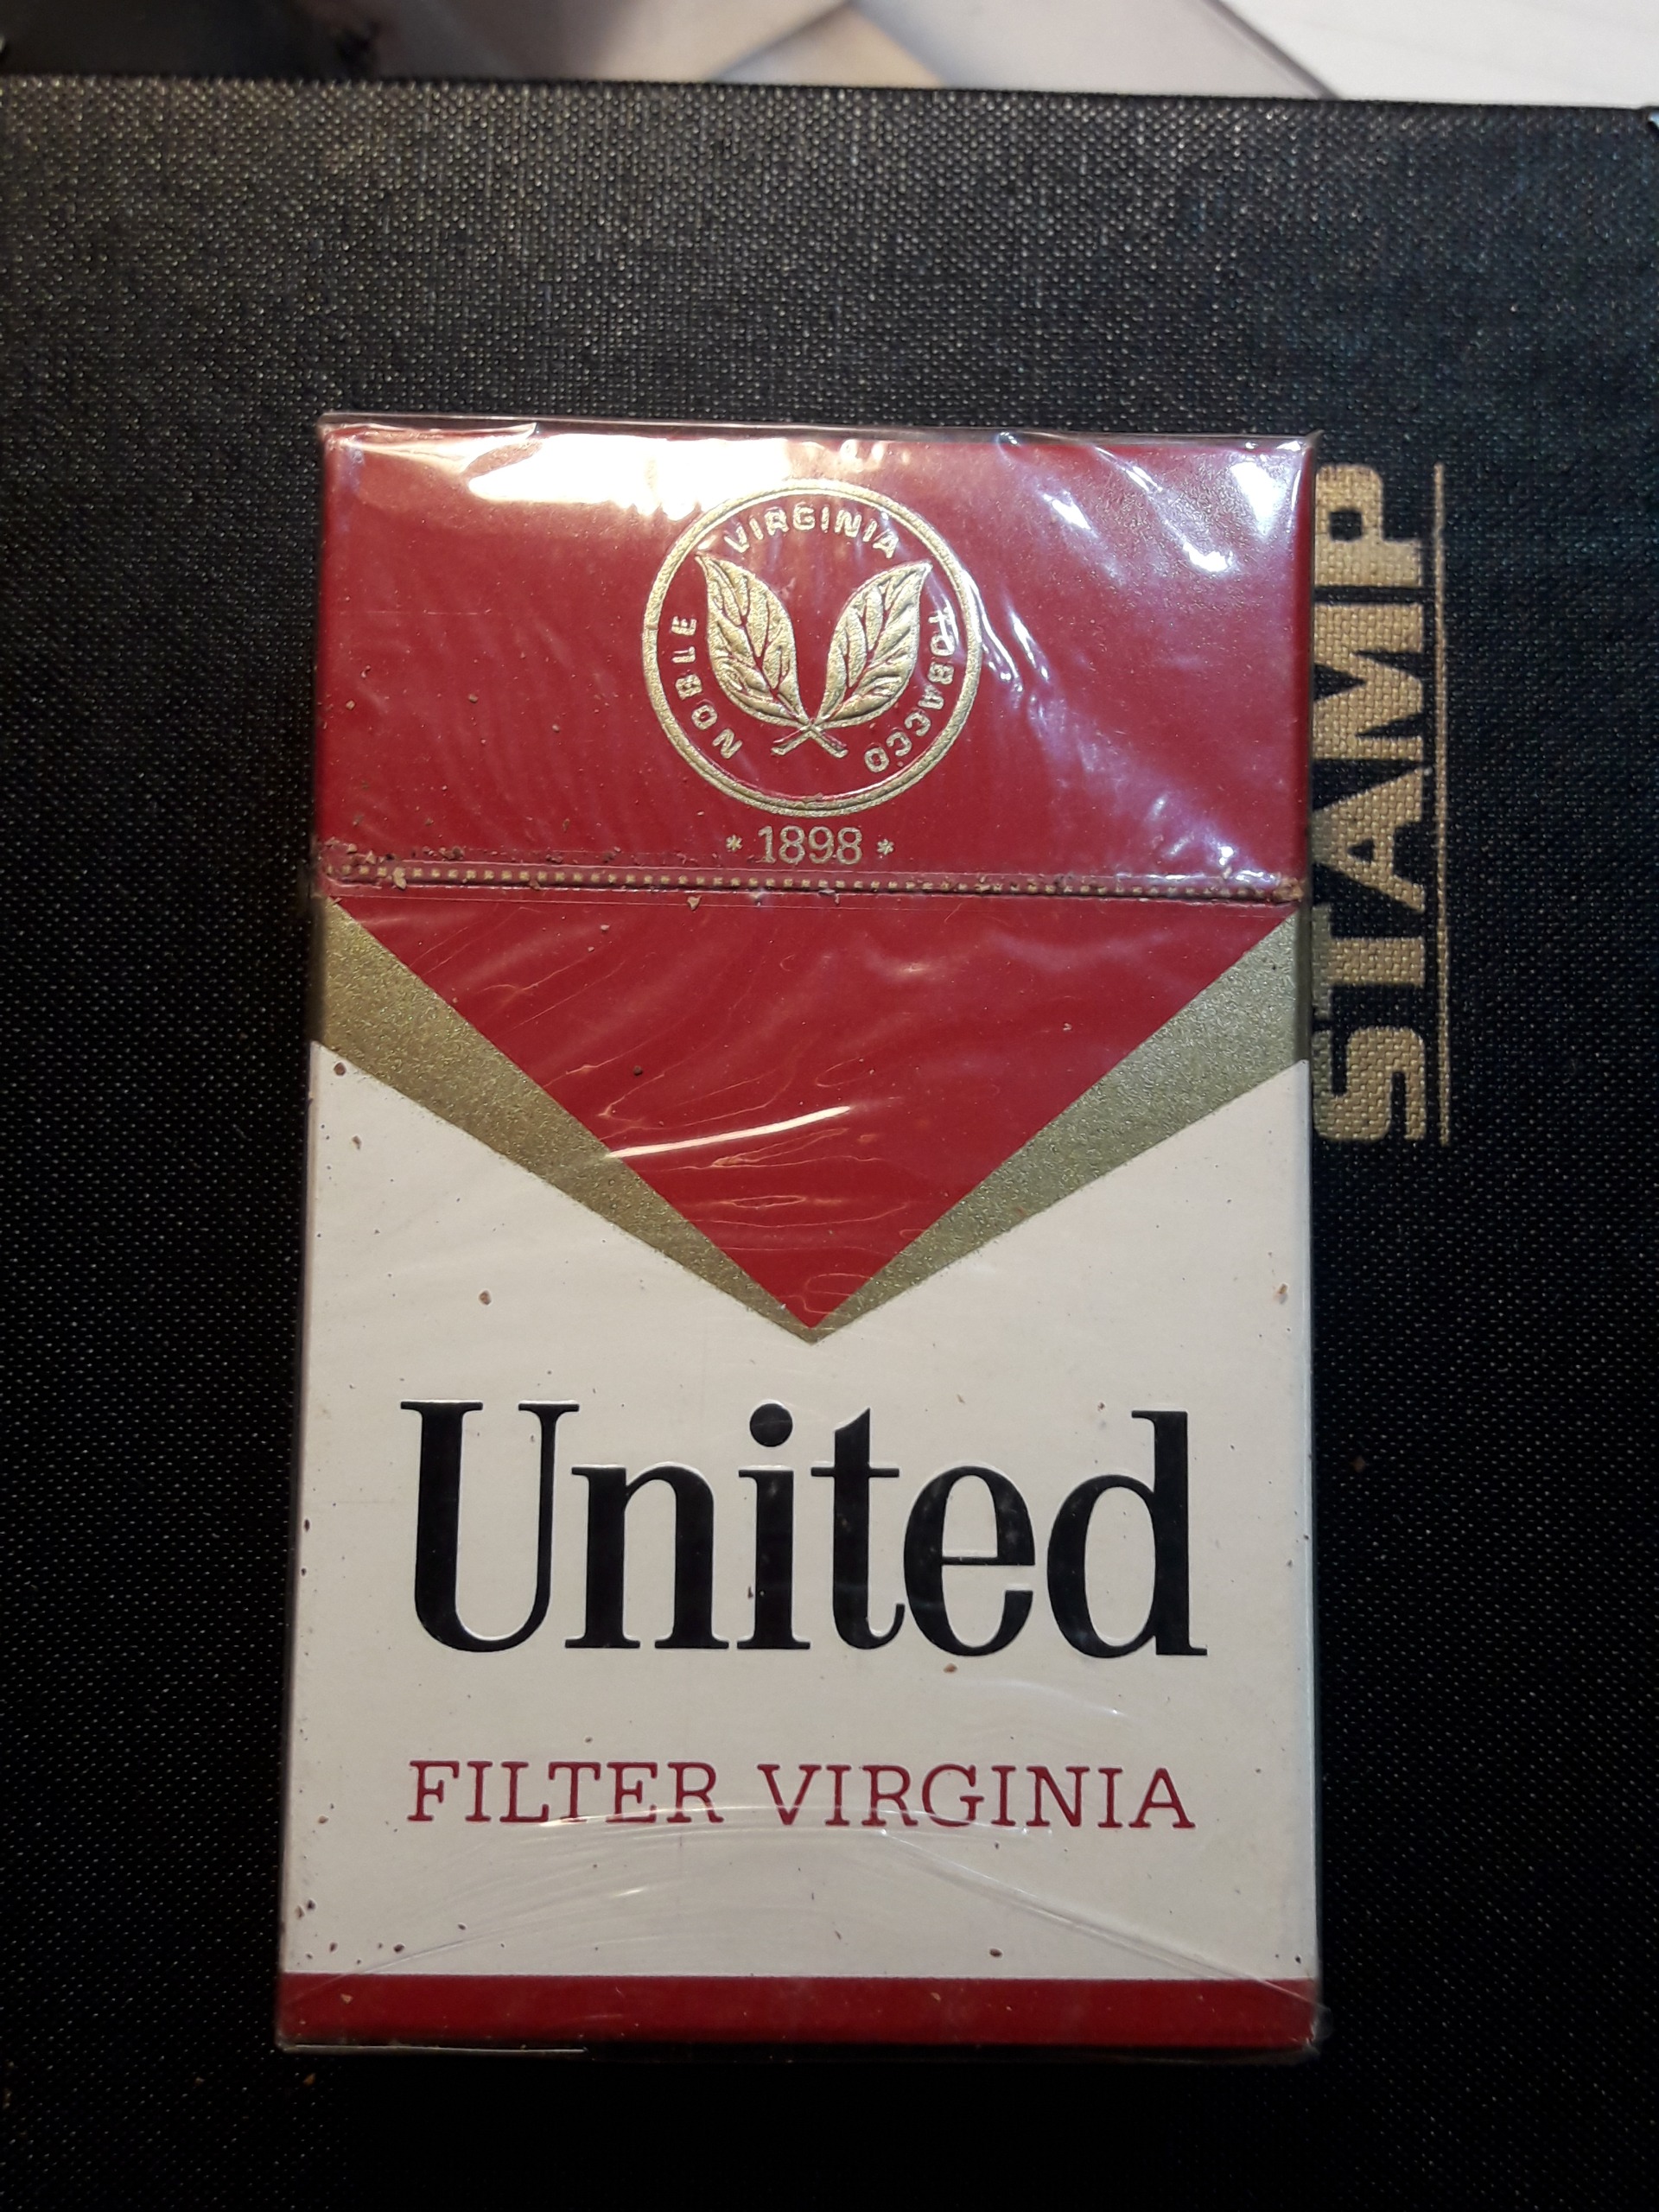 VIRGINIA
NOBLE
TOBACCO
* 1898 *
United
FILTER VIRGINIA
STAMP